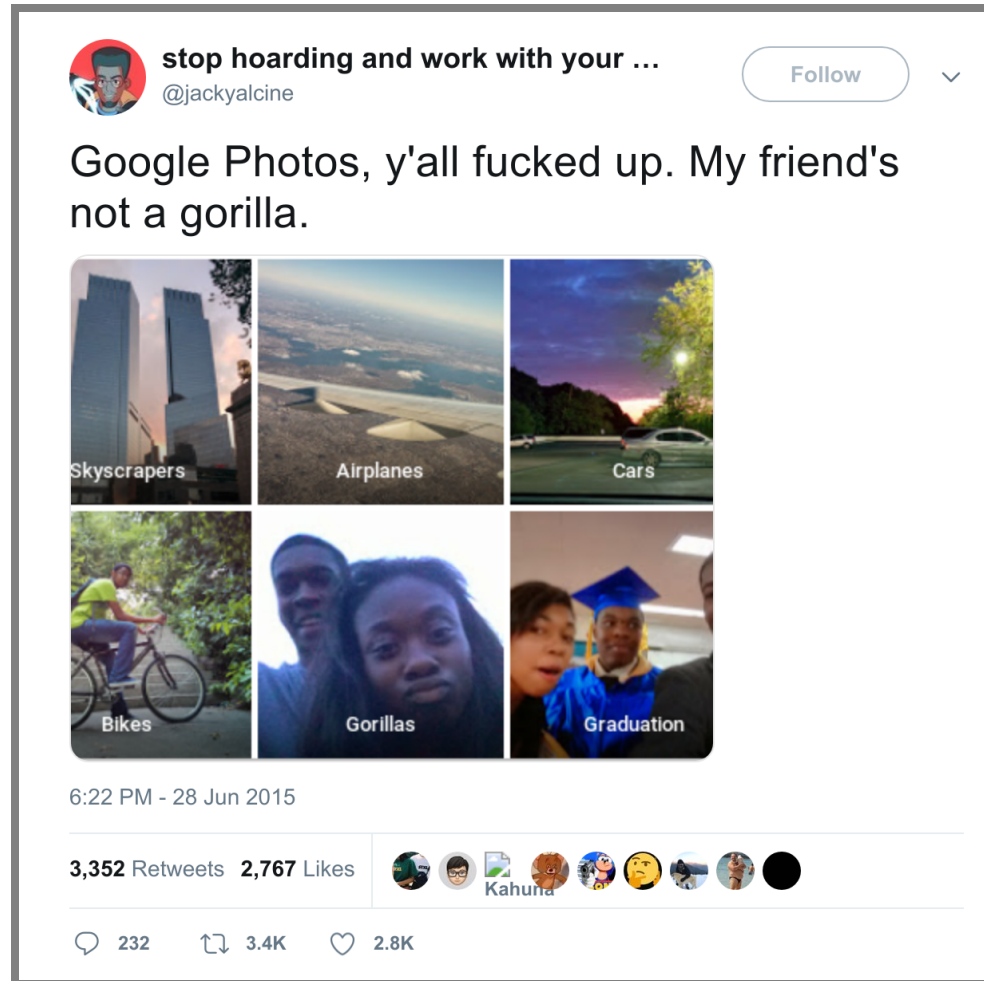 stop hoarding and work with your ...
@jackyalcine
Follow
Google Photos, y'all fucked up. My friend's
not a gorilla.
Skyscrapers
Airplanes
Cars
Bikes
Gorillas
Graduation
6:22 PM - 28 Jun 2015
3,352 Retweets 2,767 Likes
Kahuna
232 3.4K 2.8K